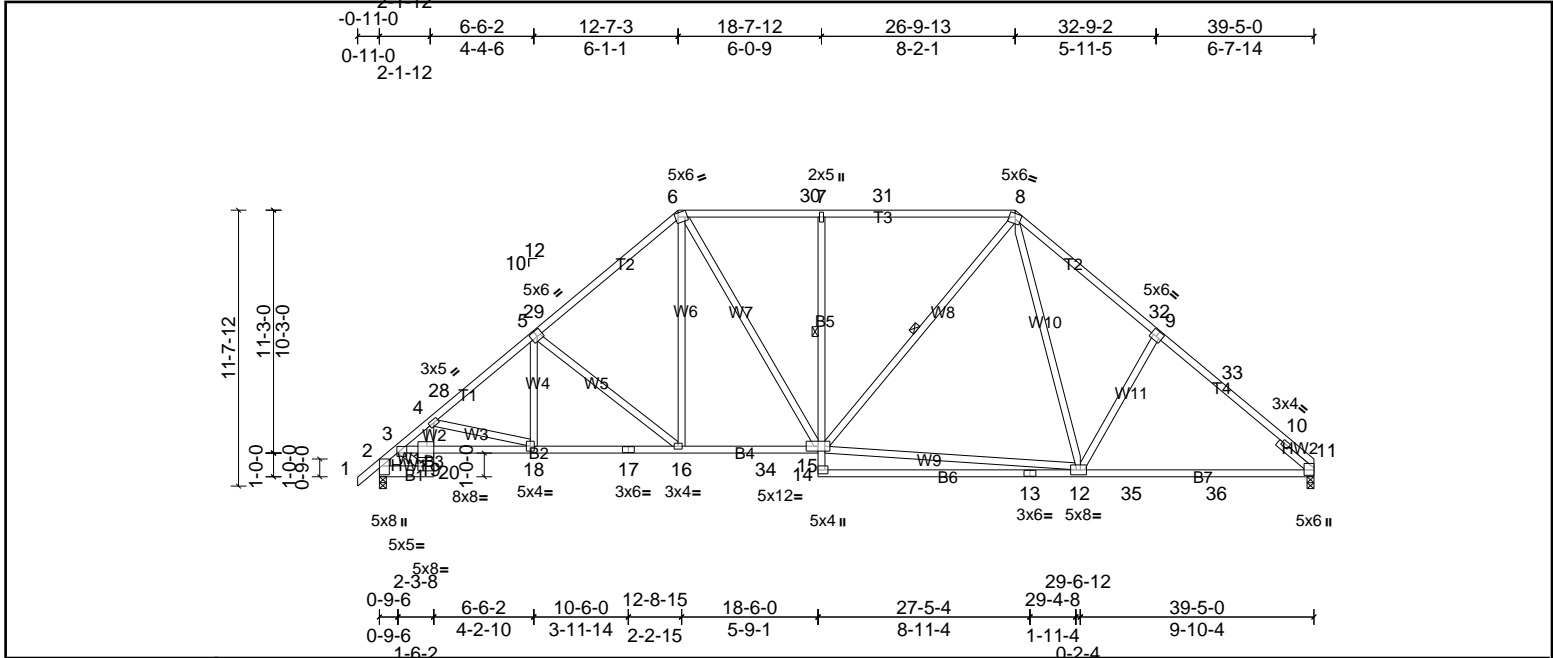 2-1-12
-0-11-0 6-6-2 12-7-3 18-7-12 26-9-13 32-9-2 39-5-0
0-11-0 4-4-6 6-1-1 6-0-9 8-2-1 5-11-5 6-7-14
2-1-12
5x6 2x5 5x6
6 30 7 31 8
T3
12
10
T2 T2
5x6 5x6
29 32
5 9
W6 W7 B5 W8 W10
11-7-12 11-3-0 10-3-0
3x5 33
28 T1 W4 W5 W11 T4
4 3x4
3 W2 W3 10
2 B2 B4 HW2 11
1 B1 B3 20 18 17 16 34 15 W9
14 B6 13 12 35 B7 36
1-0-0 1-0-0 0-9-0 1-0-0
8x8= 5x4= 3x6= 3x4= 5x12= 3x6= 5x8=
5x8 5x4 5x6
5x5=
5x8=
2-3-8 29-6-12
0-9-6 12-8-15 29-4-8
6-6-2 10-6-0 18-6-0 27-5-4 39-5-0
0-9-6 4-2-10 3-11-14 2-2-15 5-9-1 8-11-4 1-11-4 9-10-4
1-6-2 0-2-4